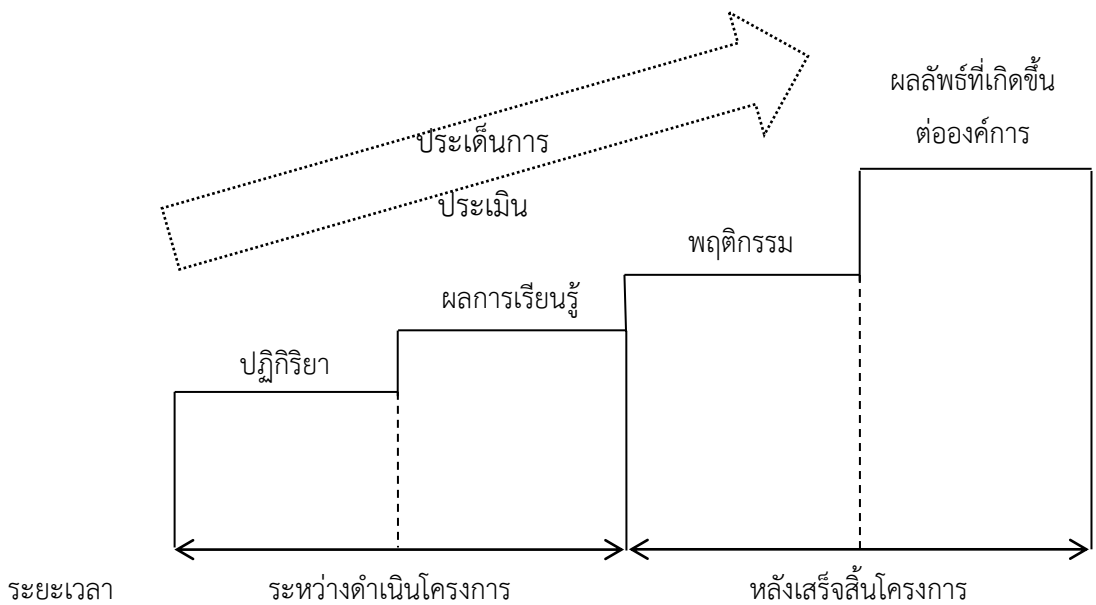 ผลลัพธ์ที่เกิดขึ้น
ต่อองค์การ
ประเด็นการ
ประเมิน
พฤติกรรม
ผลการเรียนรู้
ปฏิกิริยา
ระยะเวลา ระหว่างดำเนินโครงการ หลังเสร็จสิ้นโครงการ